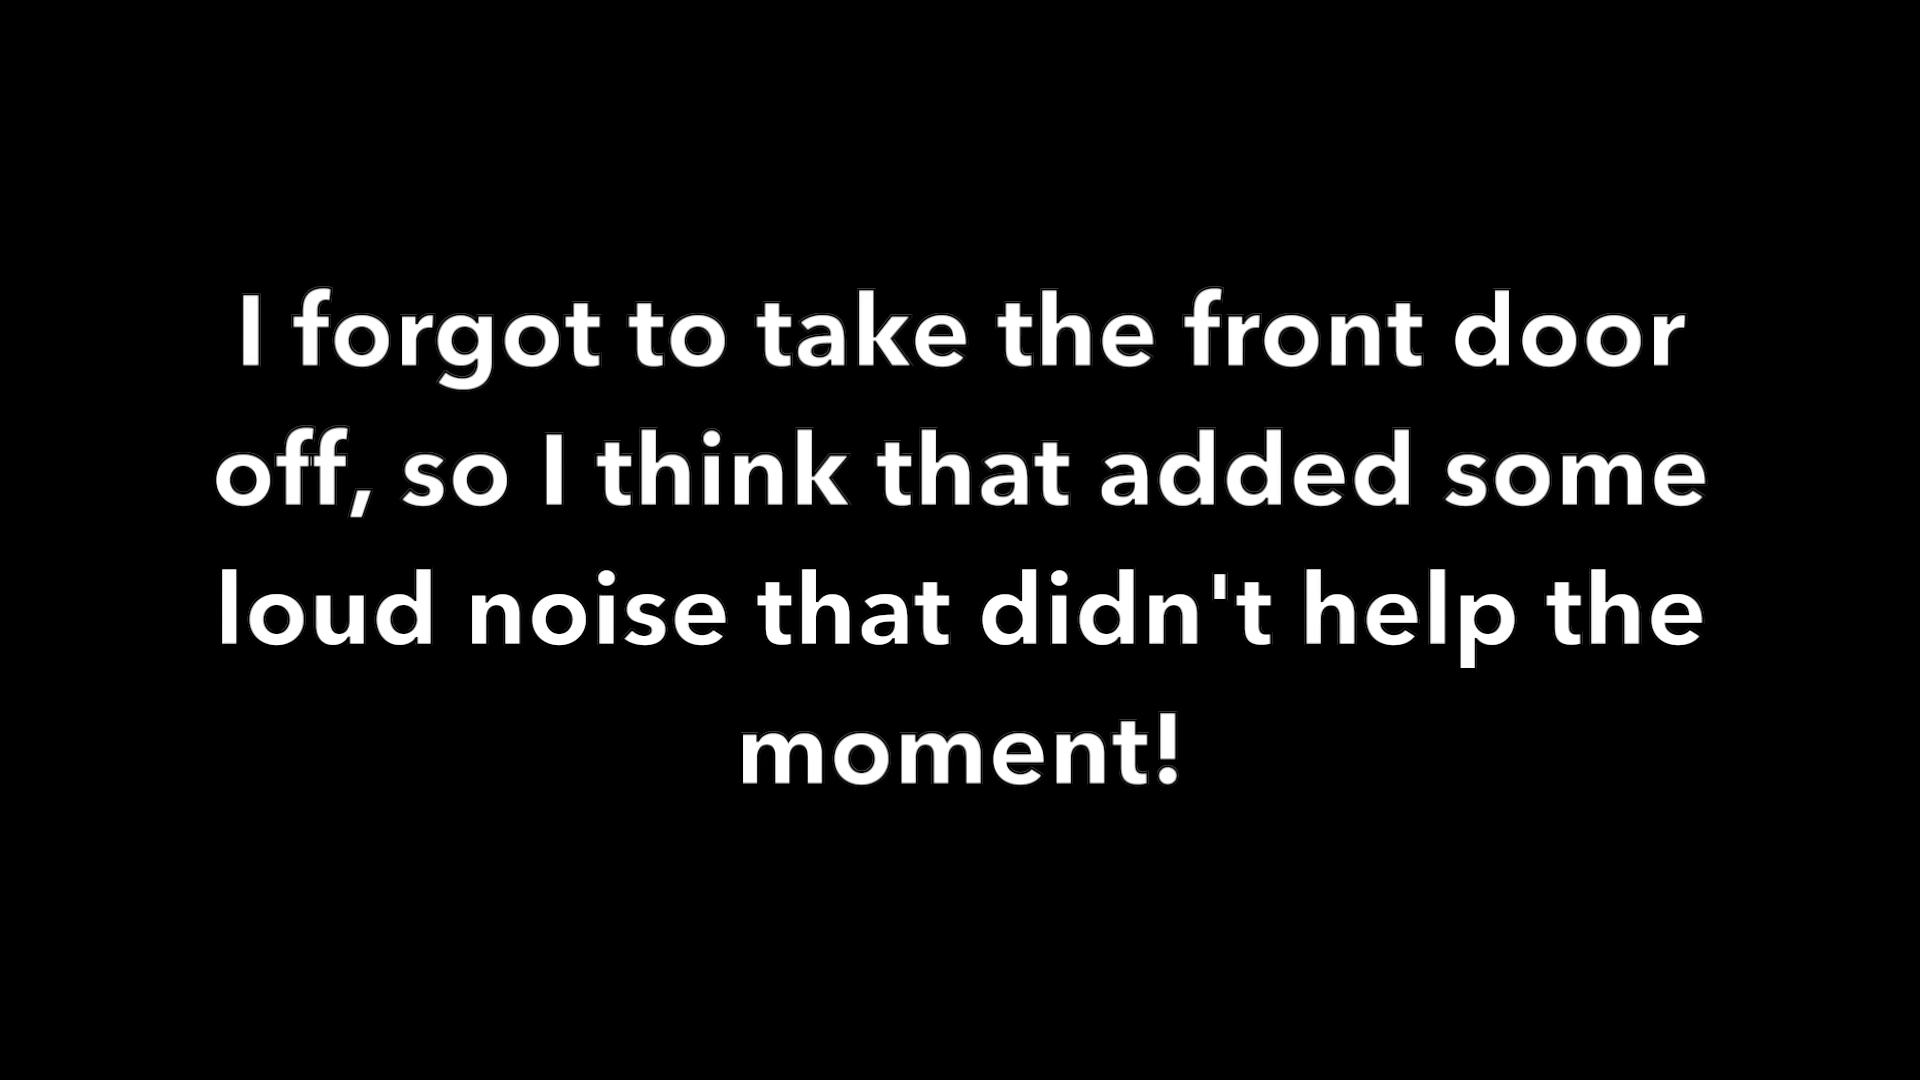 I forgot to take the front door
off, so I think that added some
loud noise that didn't help the
moment!